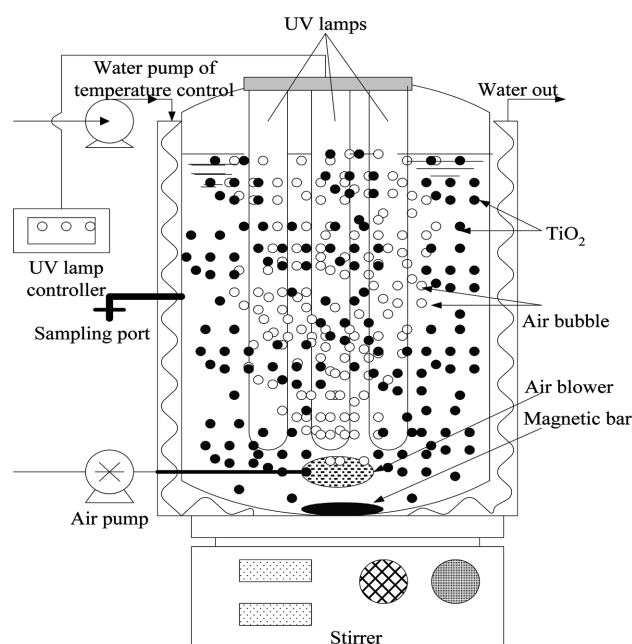 UV lamps
Water pump of
temperature control
Water out
TiO₂
UV lamp
controller
Sampling port
Air bubble
Air blower
Magnetic bar
Air pump
Stirrer